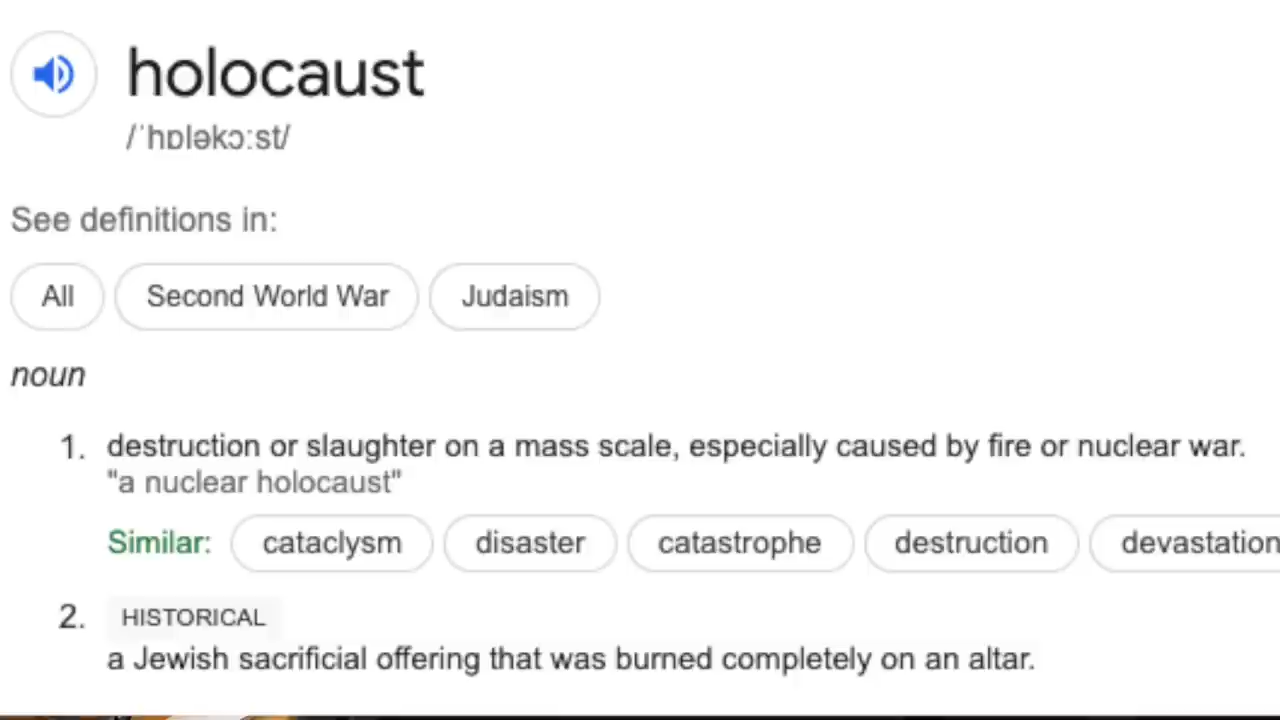 holocaust
/ˈhɒləkɔːst/
See definitions in:
All Second World War Judaism
noun
1. destruction or slaughter on a mass scale, especially caused by fire or nuclear war.
"a nuclear holocaust"
Similar: cataclysm disaster catastrophe destruction devastation
2. HISTORICAL
a Jewish sacrificial offering that was burned completely on an altar.